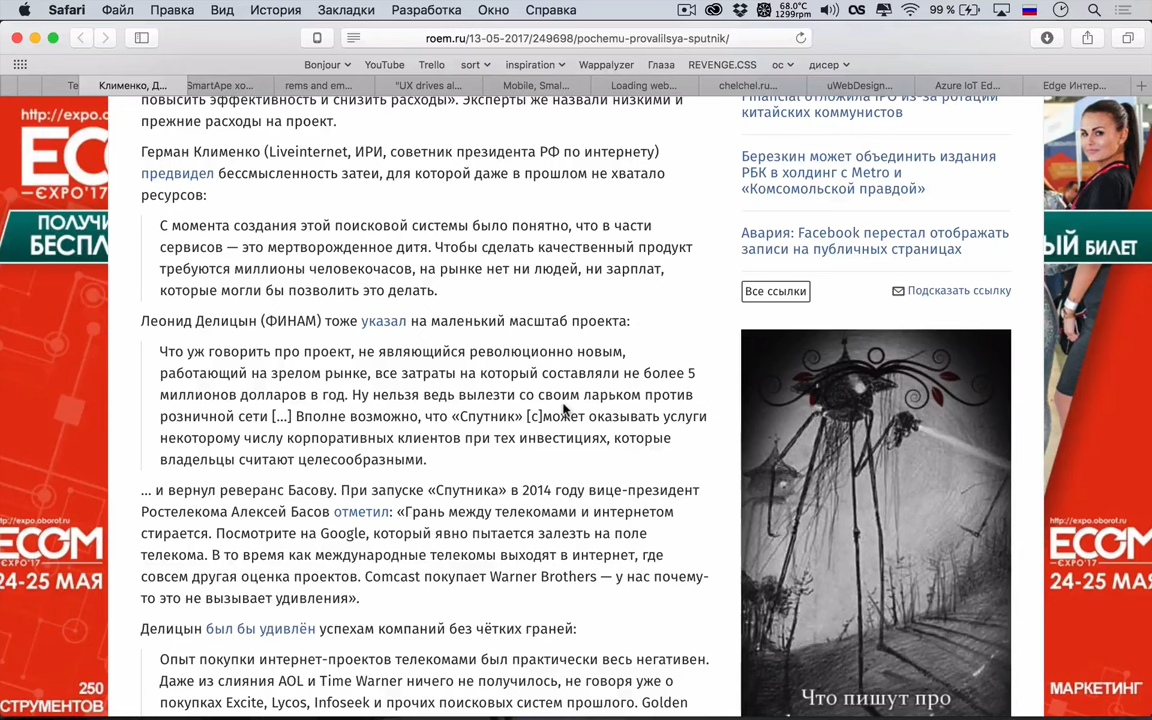 Safari Файл Правка Вид История Закладки Разработка Окно Справка
68.0°C
1299rpm
99 %
roem.ru/13-05-2017/249698/pochemu-provalilsya-sputnik/
Bonjour YouTube Trello sort inspiration Wappalyzer Глаза REVENGE.CSS ос дисер
Te
Клименко, Д...
SmartApe хо...
rems and em...
"UX drives al...
Mobile, Smal...
Loading web...
chelchel.ru...
uWebDesign...
Azure IoT Ed...
Edge Интер...
http://expo.
EC
ЕXPO'17
ПОЛУЧИ
БЕСПЛ
повысить эффективность и снизить расходы». Эксперты же назвали низкими и
прежние расходы на проект.
Герман Клименко (Liveinternet, ИРИ, советник президента РФ по интернету)
предвидел бессмысленность затеи, для которой даже в прошлом не хватало
ресурсов:
С момента создания этой поисковой системы было понятно, что в части
сервисов — это мертворожденное дитя. Чтобы сделать качественный продукт
требуются миллионы человекочасов, на рынке нет ни людей, ни зарплат,
которые могли бы позволить это делать.
Леонид Делицын (ФИНАМ) тоже указал на маленький масштаб проекта:
Что уж говорить про проект, не являющийся революционно новым,
работающий на зрелом рынке, все затраты на который составляли не более 5
миллионов долларов в год. Ну нельзя ведь вылезти со своим ларьком против
розничной сети [...] Вполне возможно, что «Спутник» [с]может оказывать услуги
некоторому числу корпоративных клиентов при тех инвестициях, которые
владельцы считают целесообразными.
... и вернул реверанс Басову. При запуске «Спутника» в 2014 году вице-президент
Ростелекома Алексей Басов отметил: «Грань между телекомами и интернетом
стирается. Посмотрите на Google, который явно пытается залезть на поле
телекома. В то время как международные телекомы выходят в интернет, где
совсем другая оценка проектов. Comcast покупает Warner Brothers — у нас почему-
то это не вызывает удивления».
Делицын был бы удивлён успехам компаний без чётких граней:
Опыт покупки интернет-проектов телекомами был практически весь негативен.
Даже из слияния AOL и Time Warner ничего не получилось, не говоря уже о
покупках Excite, Lycos, Infoseek и прочих поисковых систем прошлого. Golden
Financial отложила IPO из-за ротации
китайских коммунистов
Березкин может объединить издания
РБК в холдинг с Metro и
«Комсомольской правдой»
Авария: Facebook перестал отображать
записи на публичных страницах
Все ссылки
Подсказать ссылку
Что пишут про
ЫЙ БИЛЕТ
tp://expo.oborot.ru
ECOM
EXPO'17
24-25 МАЯ
250
СТРУМЕНТОВ
http://expo.oborot.ru
ECOM
EXPO'17
24-25 МАЯ
МАРКЕТИНГ